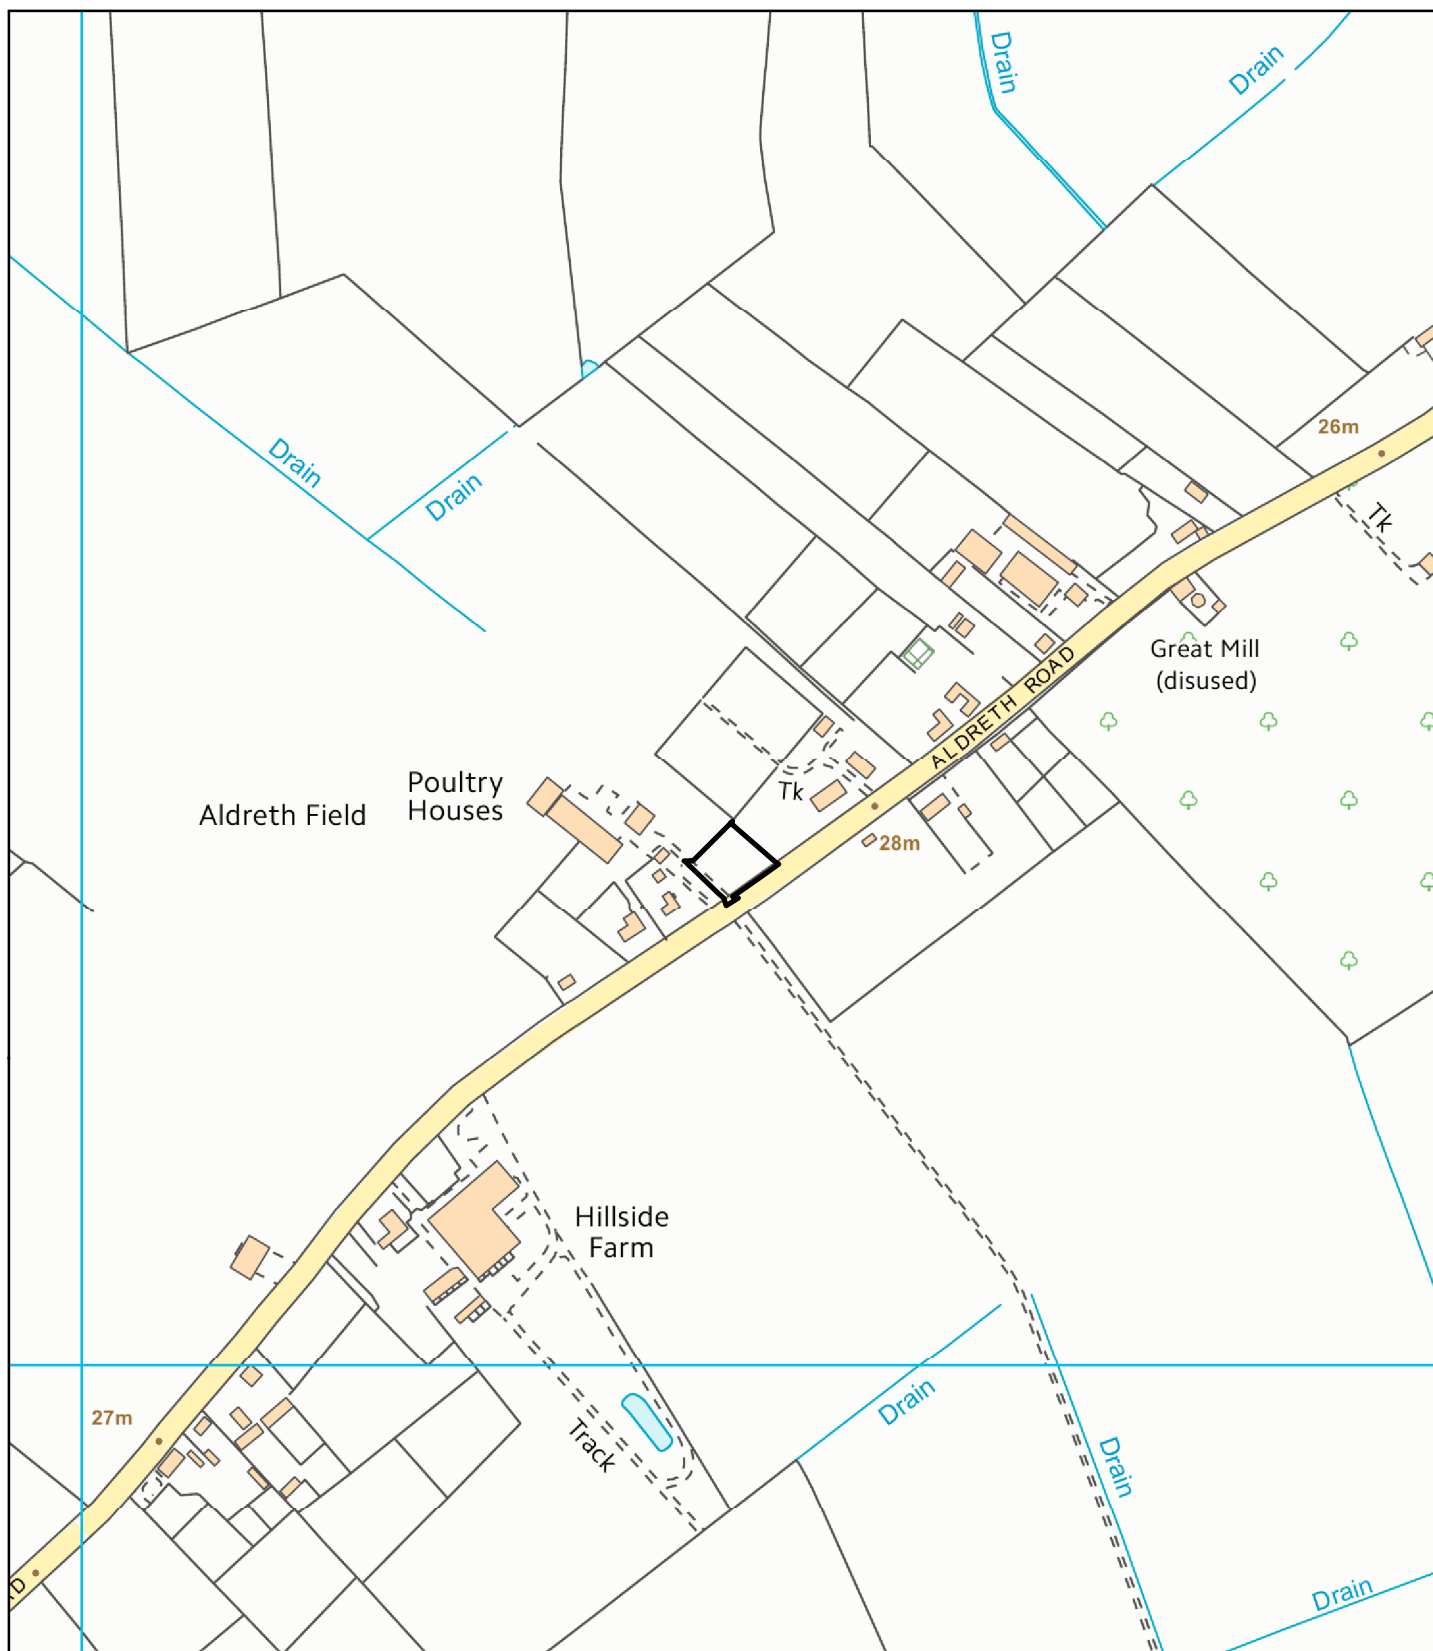 Drain
Drain
26m
Drain
Drain
Tk
Great Mill
(disused)
ALDRETH ROAD
Poultry
Houses
Aldreth Field
Tk
28m
Hillside
Farm
Drain
27m
Track
Drain
Drain